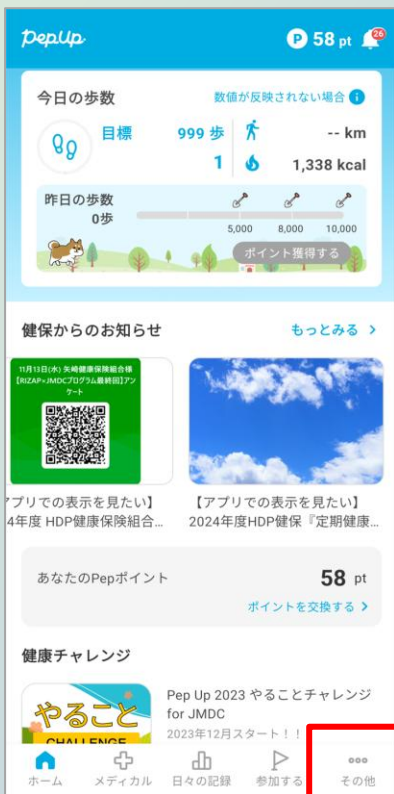 PepUp
P 58 pt 26
今日の歩数 数値が反映されない場合 i
目標 999 歩 -- km
1 1,338 kcal
昨日の歩数
0歩
5,000 8,000 10,000
ポイント獲得する
健保からのお知らせ もっとみる >
11月13日(水) 矢崎健康保険組合様
【RIZAP×JMDCプログラム最終回】アン
ケート
アプリでの表示を見たい】
4年度 HDP健康保険組合...
【アプリでの表示を見たい】
2024年度HDP健保『定期健康...
あなたのPepポイント 58 pt
ポイントを交換する >
健康チャレンジ
やること
CHALLENGE
Pep Up 2023 やることチャレンジ
for JMDC
2023年12月スタート！！
ホーム メディカル 日々の記録 参加する その他